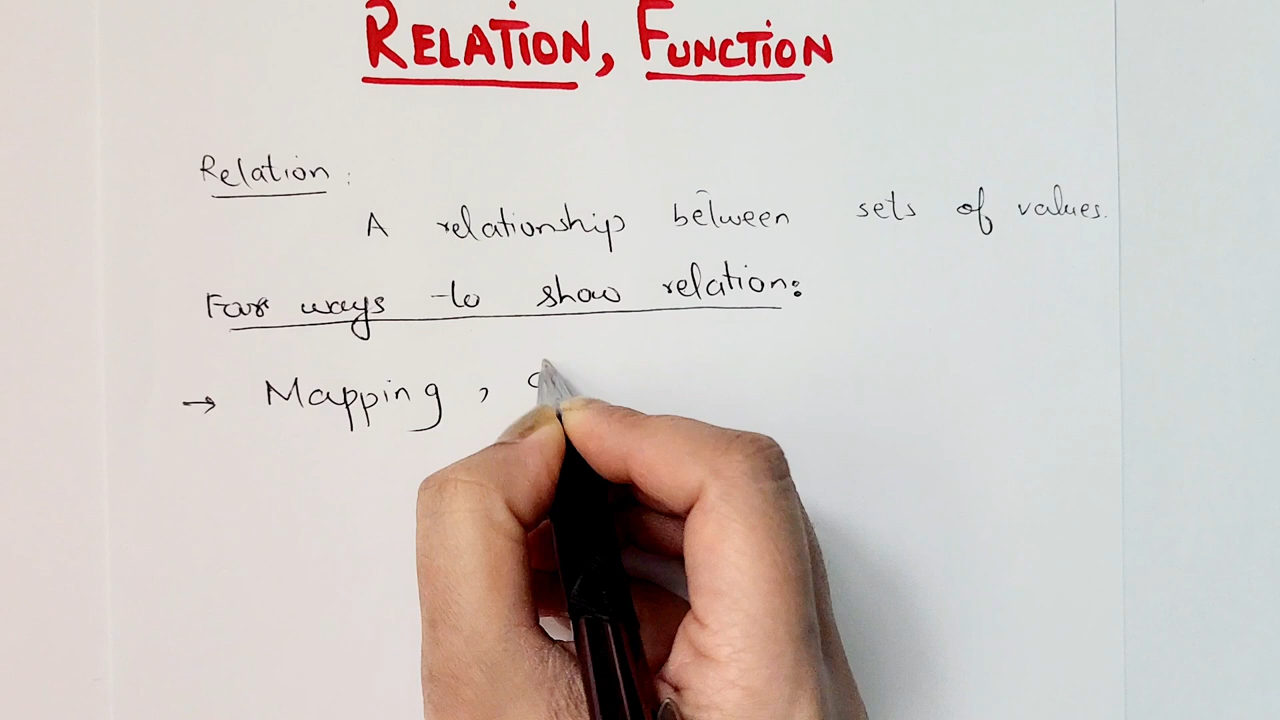 RELATION, FUNCTION
Relation:
A relationship between sets of values.
Four ways to show relation:
→ Mapping,